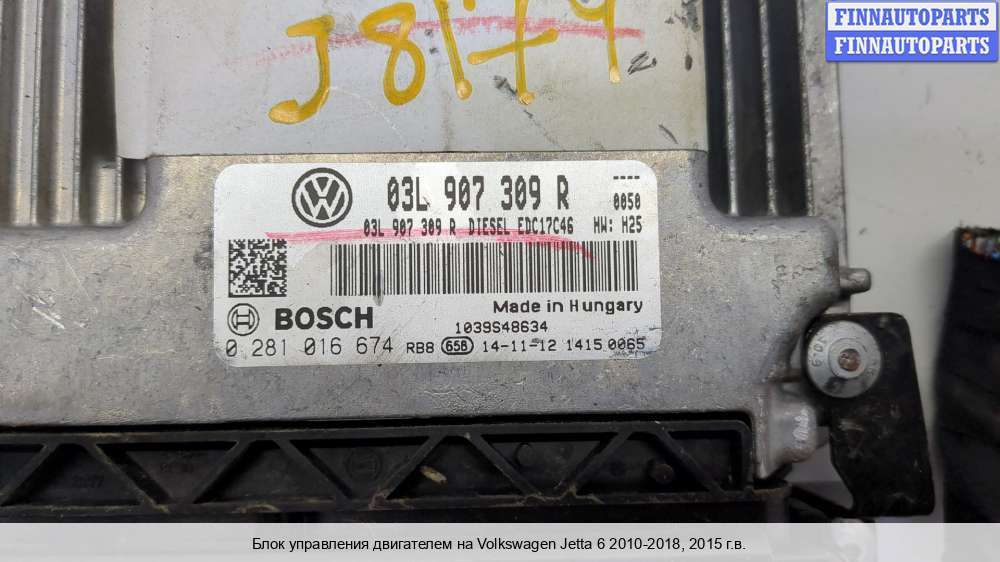 FINNAUTOPARTS
FINNAUTOPARTS
J8174
03L 907 309 R
----
0050
03L 907 309 R DIESEL EDC17C46 HW: H25
BOSCH
Made in Hungary
1039S48634
0 281 016 674 RB8 65B 14-11-12 1415 0065
Блок управления двигателем на Volkswagen Jetta 6 2010-2018, 2015 г.в.